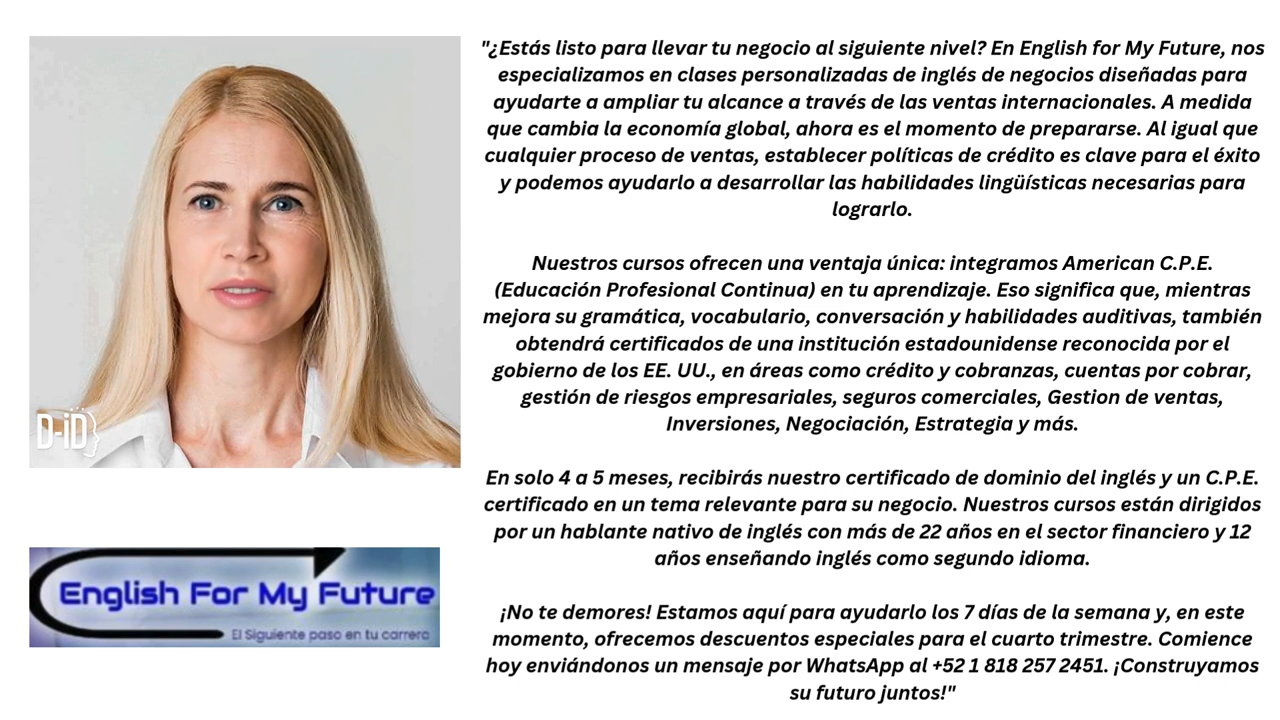 "¿Estás listo para llevar tu negocio al siguiente nivel? En English for My Future, nos
especializamos en clases personalizadas de inglés de negocios diseñadas para
ayudarte a ampliar tu alcance a través de las ventas internacionales. A medida
que cambia la economía global, ahora es el momento de prepararse. Al igual que
cualquier proceso de ventas, establecer políticas de crédito es clave para el éxito
y podemos ayudarlo a desarrollar las habilidades lingüísticas necesarias para
lograrlo.
Nuestros cursos ofrecen una ventaja única: integramos American C.P.E.
(Educación Profesional Continua) en tu aprendizaje. Eso significa que, mientras
mejora su gramática, vocabulario, conversación y habilidades auditivas, también
obtendrá certificados de una institución estadounidense reconocida por el
gobierno de los EE. UU., en áreas como crédito y cobranzas, cuentas por cobrar,
gestión de riesgos empresariales, seguros comerciales, Gestion de ventas,
Inversiones, Negociación, Estrategia y más.
En solo 4 a 5 meses, recibirás nuestro certificado de dominio del inglés y un C.P.E.
certificado en un tema relevante para su negocio. Nuestros cursos están dirigidos
por un hablante nativo de inglés con más de 22 años en el sector financiero y 12
años enseñando inglés como segundo idioma.
¡No te demores! Estamos aquí para ayudarlo los 7 días de la semana y, en este
momento, ofrecemos descuentos especiales para el cuarto trimestre. Comience
hoy enviándonos un mensaje por WhatsApp al +52 1 818 257 2451. ¡Construyamos
su futuro juntos!"
D-iD
English For My Future
El Siguiente paso en tu carrera